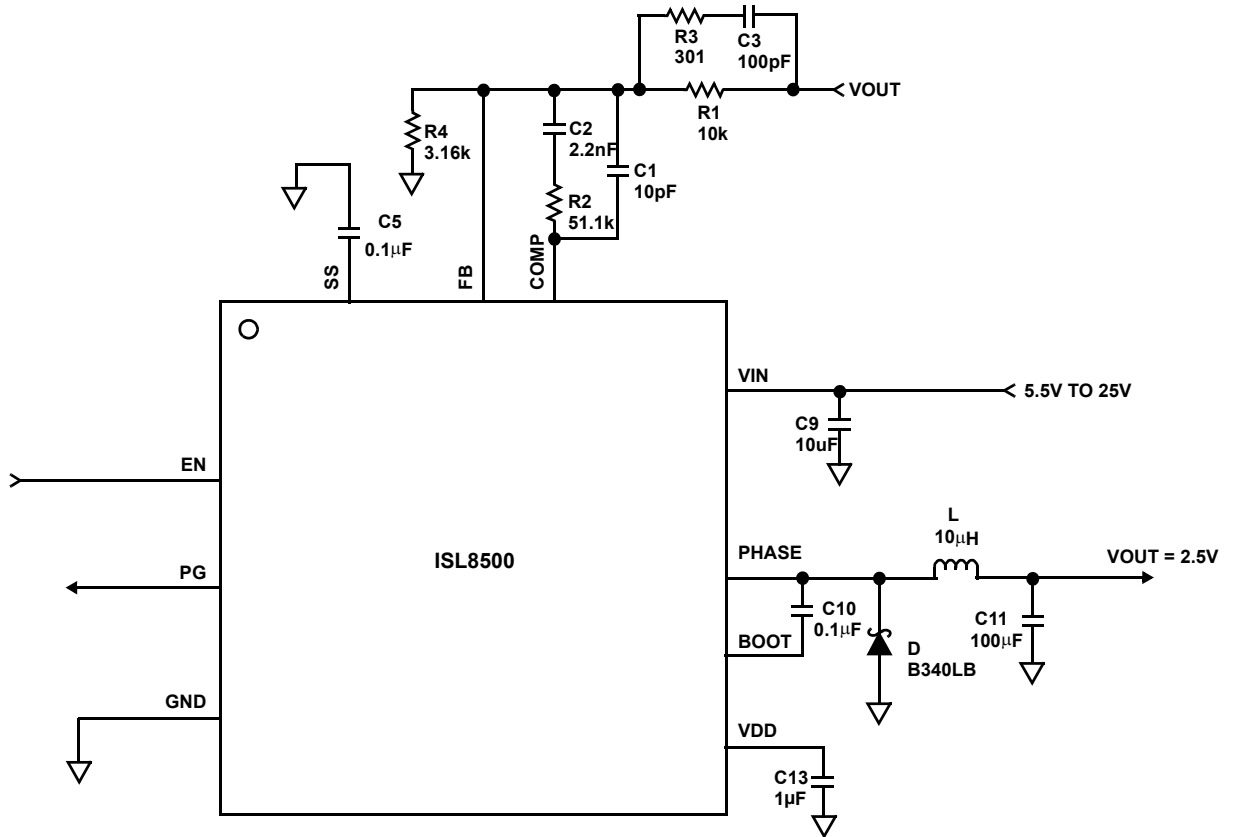 R3
301
C3
100pF
VOUT
R1
10k
R4
3.16k
C2
2.2nF
C1
10pF
R2
51.1k
C5
0.1μF
SS
FB
COMP
VIN
5.5V TO 25V
C9
10uF
EN
L
10μH
ISL8500
PHASE
VOUT = 2.5V
PG
C10
0.1μF
C11
100μF
BOOT
D
B340LB
GND
VDD
C13
1µF